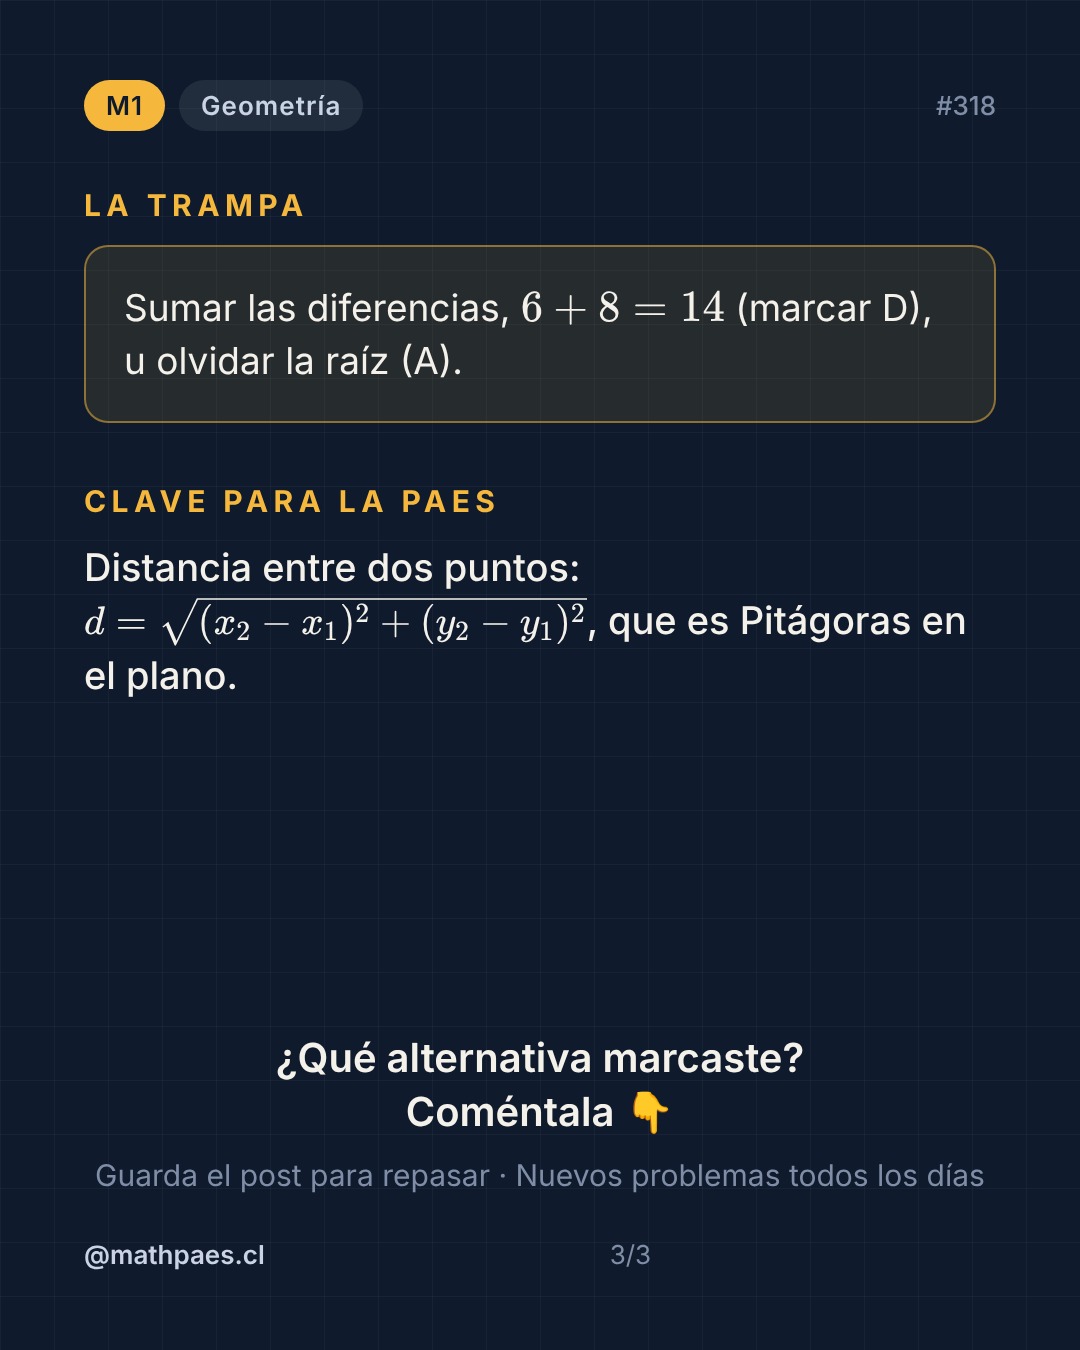 M1 Geometría #318
LA TRAMPA
Sumar las diferencias, 6 + 8 = 14 (marcar D),
u olvidar la raíz (A).
CLAVE PARA LA PAES
Distancia entre dos puntos:
d = √(x₂ − x₁)² + (y₂ − y₁)², que es Pitágoras en
el plano.
¿Qué alternativa marcaste?
Coméntala 👇
Guarda el post para repasar · Nuevos problemas todos los días
@mathpaes.cl 3/3